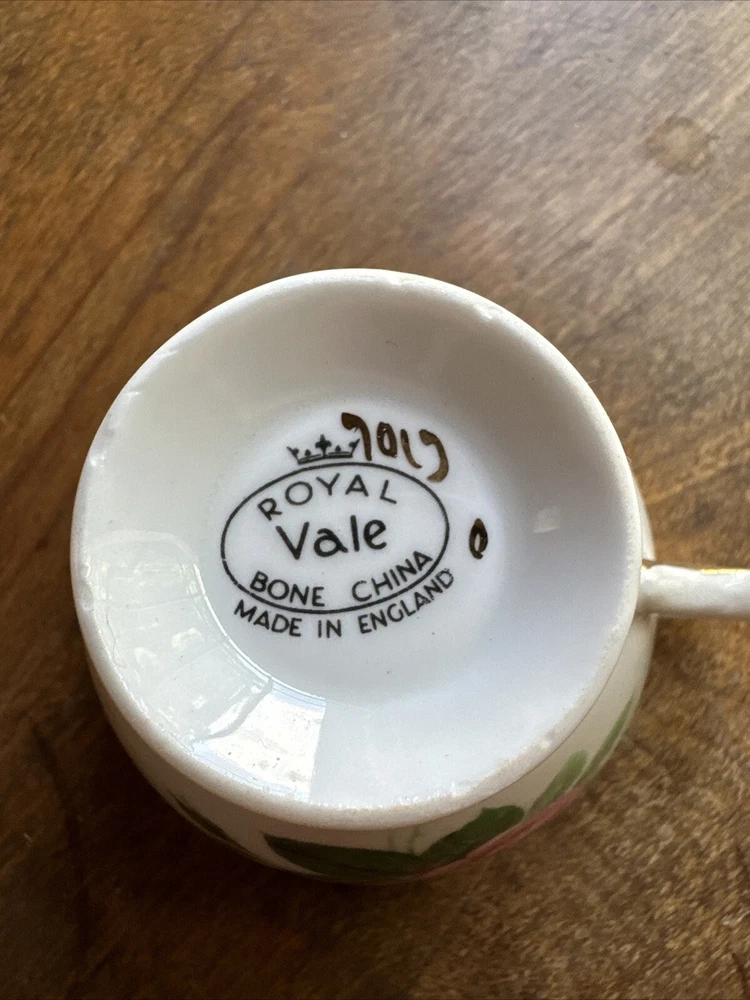 7017
ROYAL
Vale
BONE CHINA
MADE IN ENGLAND